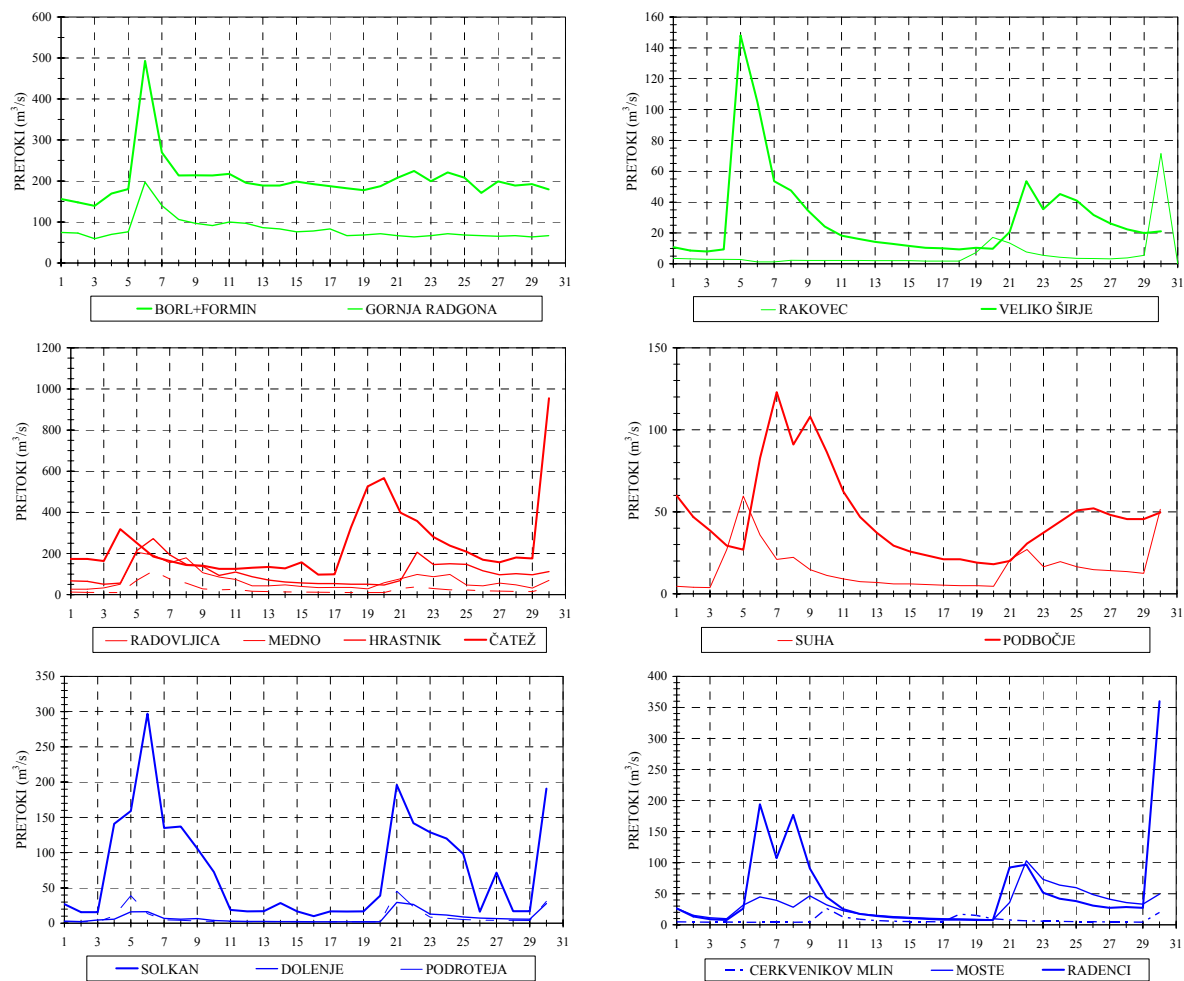 PRETOKI (m³/s)
600
500
400
300
200
100
0
1 3 5 7 9 11 13 15 17 19 21 23 25 27 29 31
BORL+FORMIN GORNJA RADGONA
PRETOKI (m³/s)
160
140
120
100
80
60
40
20
0
1 3 5 7 9 11 13 15 17 19 21 23 25 27 29 31
RAKOVEC VELIKO ŠIRJE
PRETOKI (m³/s)
1200
1000
800
600
400
200
0
1 3 5 7 9 11 13 15 17 19 21 23 25 27 29 31
RADOVLJICA MEDNO HRASTNIK ČATEŽ
PRETOKI (m³/s)
150
100
50
0
1 3 5 7 9 11 13 15 17 19 21 23 25 27 29 31
SUHA PODBOČJE
PRETOKI (m³/s)
350
300
250
200
150
100
50
0
1 3 5 7 9 11 13 15 17 19 21 23 25 27 29 31
SOLKAN DOLENJE PODROTEJA
PRETOKI (m³/s)
400
350
300
250
200
150
100
50
0
1 3 5 7 9 11 13 15 17 19 21 23 25 27 29 31
CERKVENIKOV MLIN MOSTE RADENCI